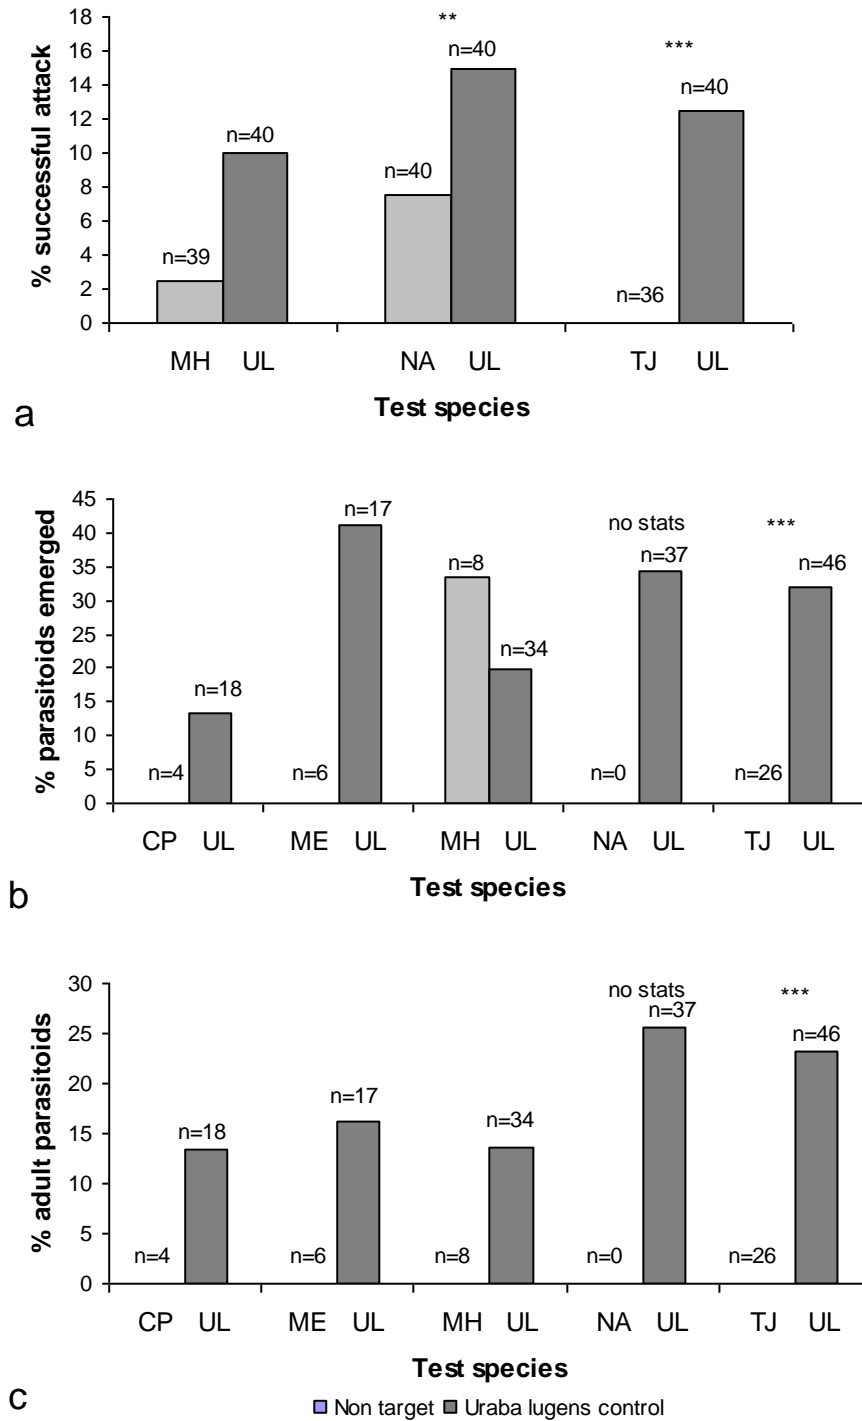 18
16
14
12
10
8
6
4
2
0
% successful attack
**
***
n=39
n=40
n=40
n=40
n=36
n=40
MH UL NA UL TJ UL
Test species
a
45
40
35
30
25
20
15
10
5
0
% parasitoids emerged
no stats
***
n=4
n=18
n=6
n=17
n=8
n=34
n=0
n=37
n=26
n=46
CP UL ME UL MH UL NA UL TJ UL
Test species
b
30
25
20
15
10
5
0
% adult parasitoids
no stats
***
n=4
n=18
n=6
n=17
n=8
n=34
n=0
n=37
n=26
n=46
CP UL ME UL MH UL NA UL TJ UL
Test species
c
Non target Uraba lugens control